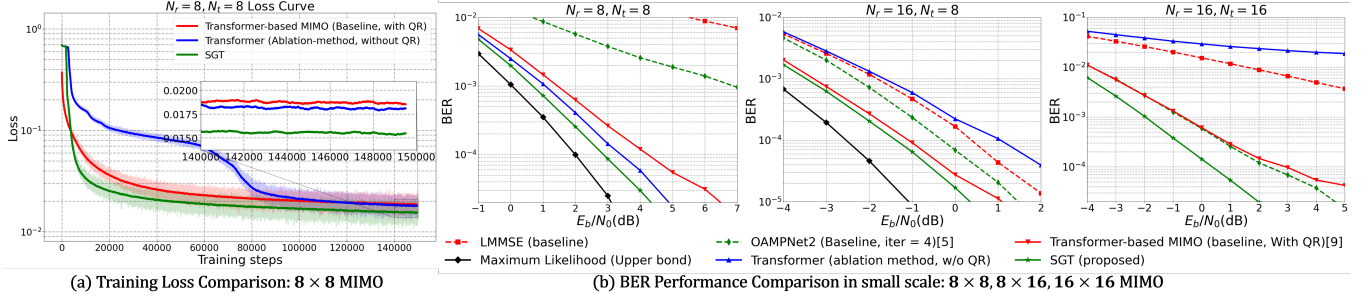 N_r = 8, N_t = 8 Loss Curve
Transformer-based MIMO (Baseline, with QR)
Transformer (Ablation-method, without QR)
SGT
10^0
10^-1
10^-2
Loss
0.0200
0.0175
0.0150
140000 142000 144000 146000 148000 150000
0 20000 40000 60000 80000 100000 120000 140000
Training steps
(a) Training Loss Comparison: 8 × 8 MIMO
N_r = 8, N_t = 8
10^-2
10^-3
10^-4
BER
-1 0 1 2 3 4 5 6 7
E_b/N_0(dB)
N_r = 16, N_t = 8
10^-2
10^-3
10^-4
10^-5
BER
-4 -3 -2 -1 0 1 2
E_b/N_0(dB)
N_r = 16, N_t = 16
10^-1
10^-2
10^-3
10^-4
BER
-4 -3 -2 -1 0 1 2 3 4 5
E_b/N_0(dB)
LMMSE (baseline)
Maximum Likelihood (Upper bond)
OAMPNet2 (Baseline, iter = 4)[5]
Transformer (ablation method, w/o QR)
Transformer-based MIMO (baseline, With QR)[9]
SGT (proposed)
(b) BER Performance Comparison in small scale: 8 × 8, 8 × 16, 16 × 16 MIMO